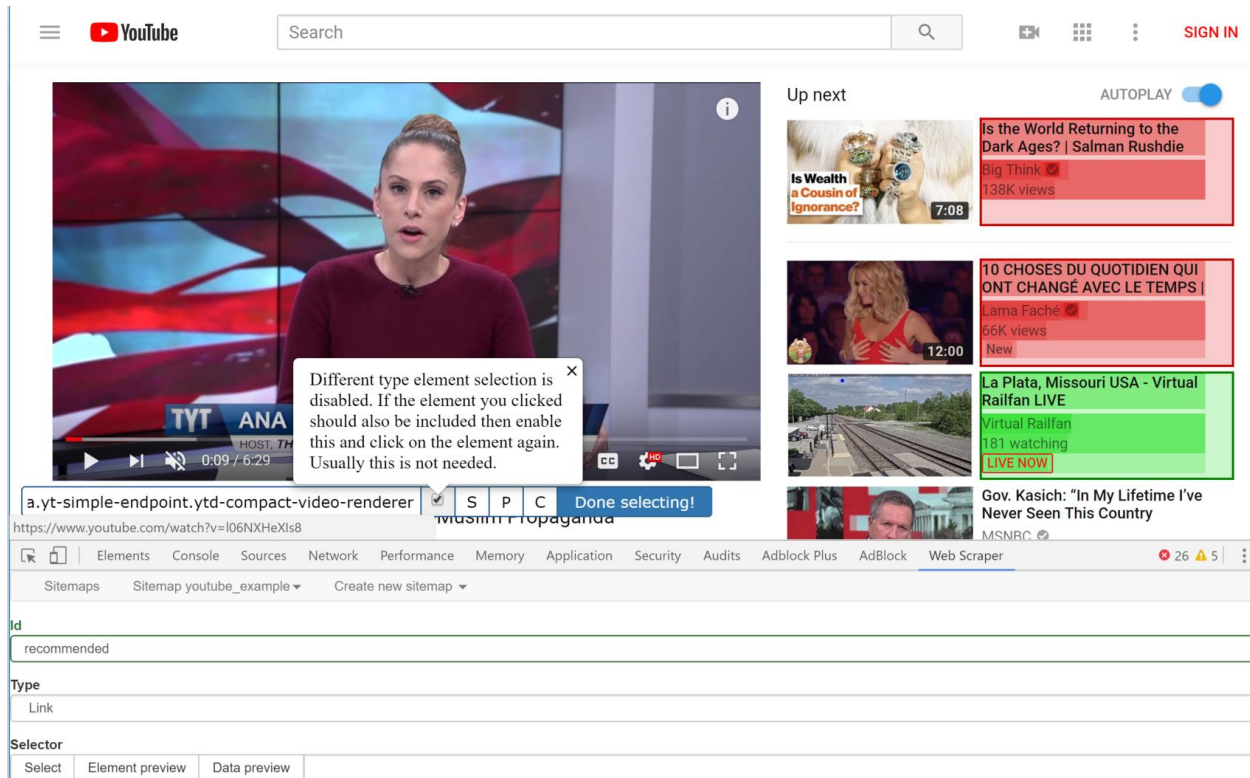 YouTube
Search
SIGN IN
Up next
AUTOPLAY
Is Wealth
a Cousin of
Ignorance?
7:08
Is the World Returning to the
Dark Ages? | Salman Rushdie
Big Think
138K views
12:00
10 CHOSES DU QUOTIDIEN QUI
ONT CHANGÉ AVEC LE TEMPS |
Lama Faché
66K views
New
La Plata, Missouri USA - Virtual
Railfan LIVE
Virtual Railfan
181 watching
LIVE NOW
Gov. Kasich: “In My Lifetime I’ve
Never Seen This Country
MSNBC
Different type element selection is
disabled. If the element you clicked
should also be included then enable
this and click on the element again.
Usually this is not needed.
TYT ANA
HOST,
0:09 / 6:29
CC
HD
a.yt-simple-endpoint.ytd-compact-video-renderer
S P C Done selecting!
Muslim Propaganda
https://www.youtube.com/watch?v=l06NXHeXIs8
Elements Console Sources Network Performance Memory Application Security Audits Adblock Plus AdBlock Web Scraper 26 5
Sitemaps Sitemap youtube_example Create new sitemap
Id
recommended
Type
Link
Selector
Select Element preview Data preview